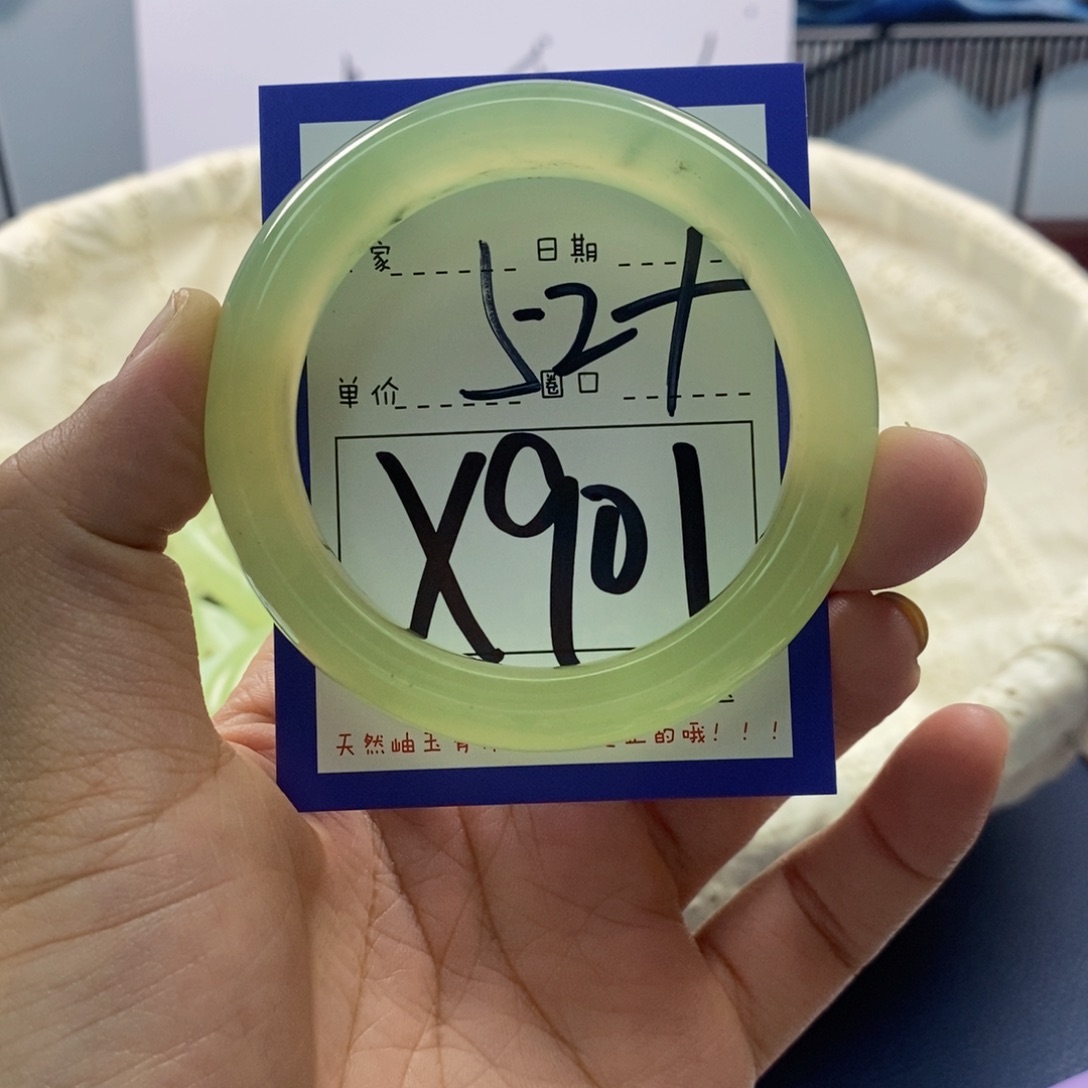 家 日期
52+
单价 圈口
X901
天然岫玉有 的哦！！！